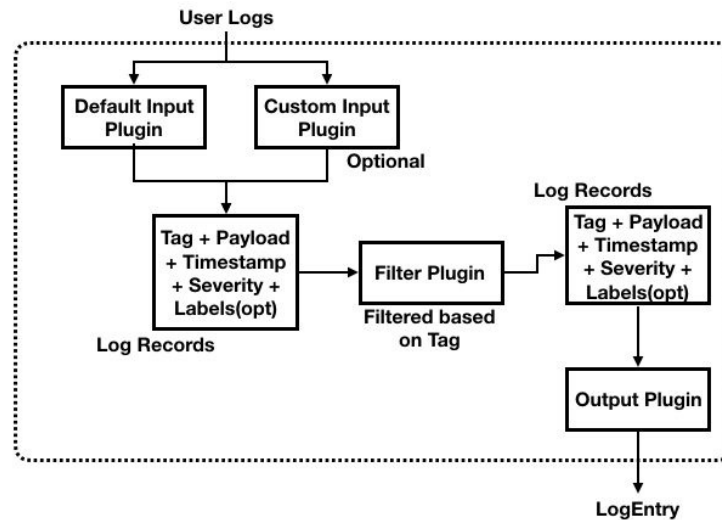 User Logs
Default Input
Plugin
Custom Input
Plugin
Optional
Tag + Payload
+ Timestamp
+ Severity +
Labels(opt)
Log Records
Filter Plugin
Filtered based
on Tag
Log Records
Tag + Payload
+ Timestamp
+ Severity +
Labels(opt)
Output Plugin
LogEntry